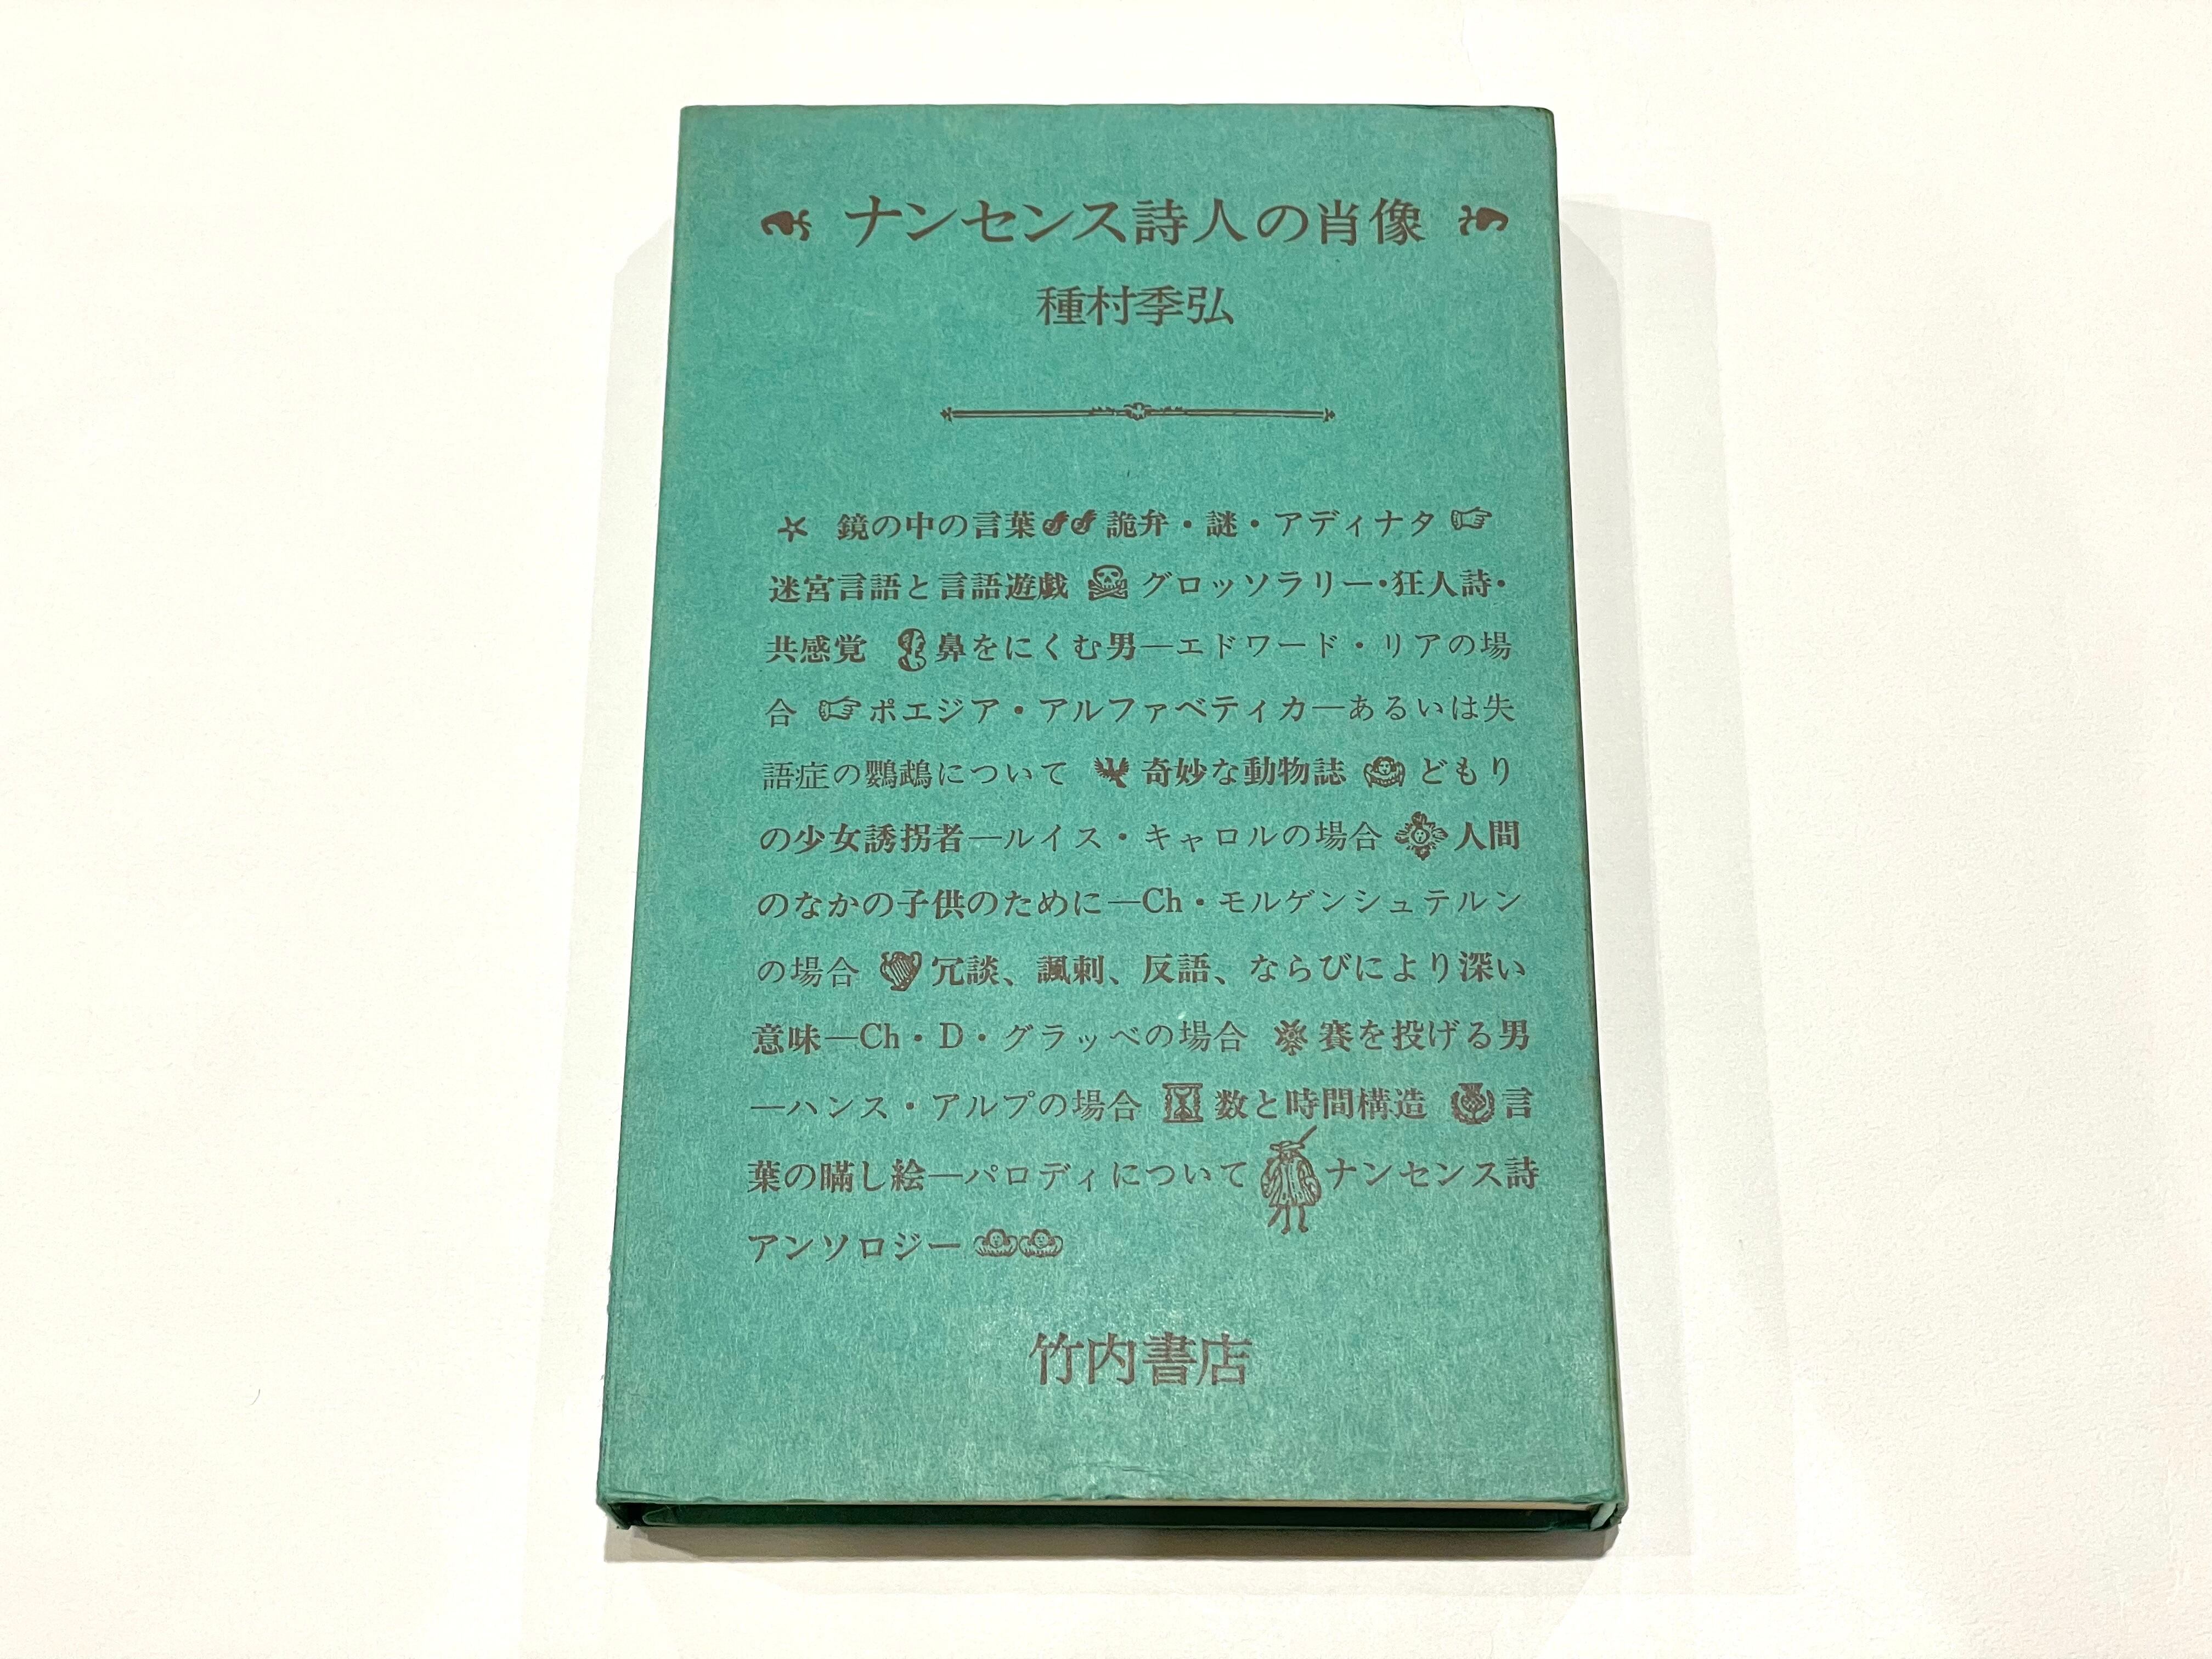 ナンセンス詩人の肖像
種村季弘
鏡の中の言葉 詭弁・謎・アディナタ
迷宮言語と言語遊戯 グロッソラリー・狂人詩・
共感覚 鼻をにくむ男―エドワード・リアの場
合 ポエジア・アルファベティカ―あるいは失
語症の鸚鵡について 奇妙な動物誌 どもり
の少女誘拐者―ルイス・キャロルの場合 人間
のなかの子供のために―Ch・モルゲンシュテルン
の場合 冗談、諷刺、反語、ならびにより深い
意味―Ch・D・グラッベの場合 賽を投げる男
―ハンス・アルプの場合 数と時間構造 言
葉の瞞し絵―パロディについて ナンセンス詩
アンソロジー
竹内書店